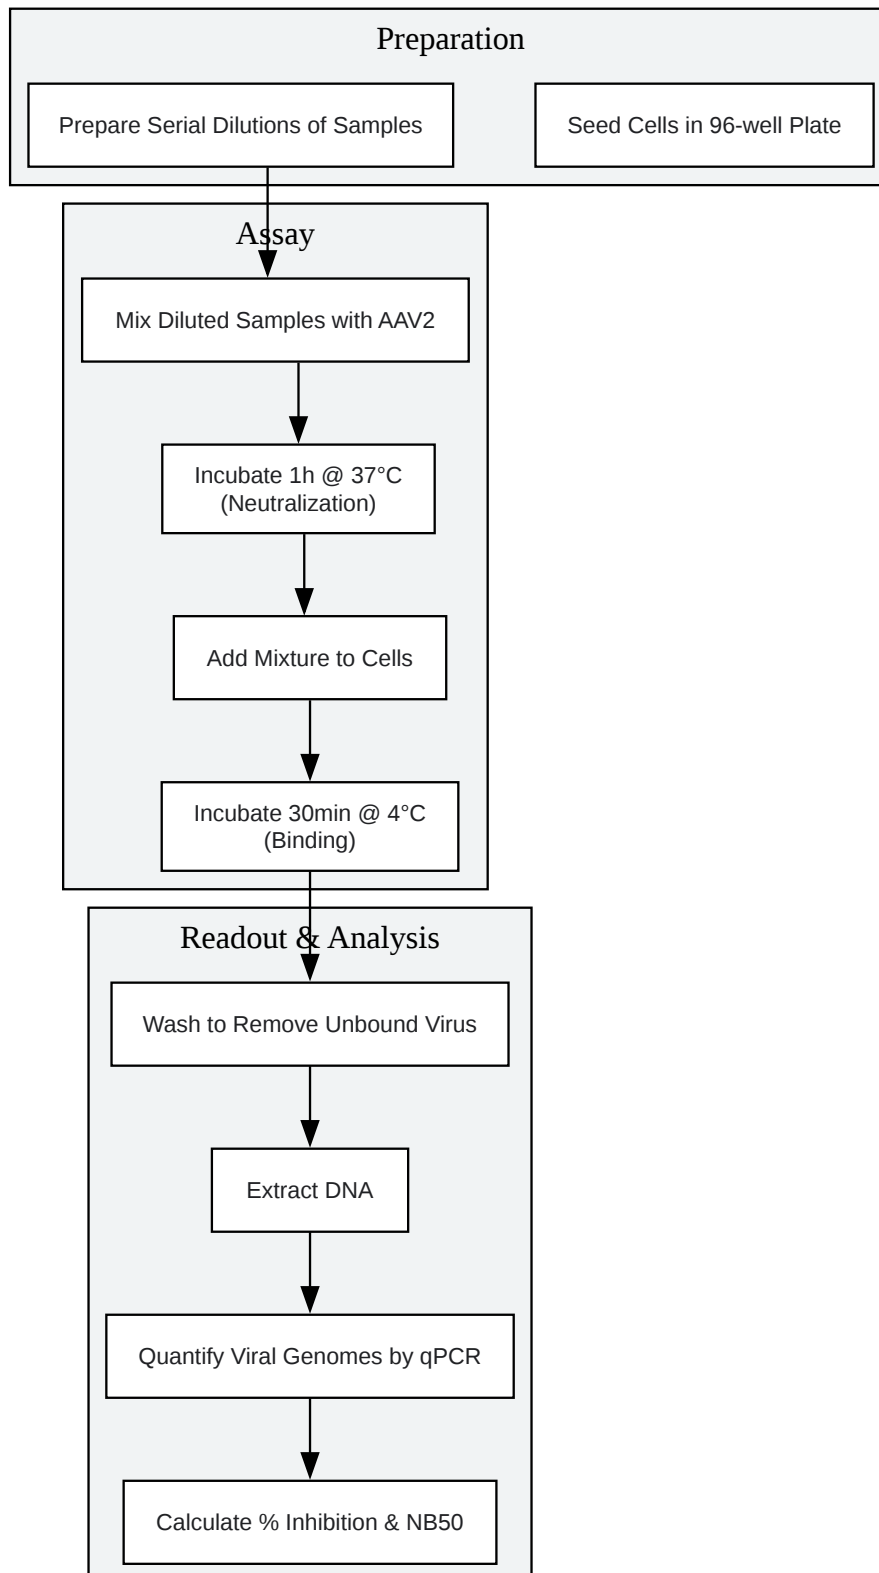 Preparation
Prepare Serial Dilutions of Samples
Seed Cells in 96-well Plate
Assay
Mix Diluted Samples with AAV2
Incubate 1h @ 37°C
(Neutralization)
Add Mixture to Cells
Incubate 30min @ 4°C
(Binding)
Readout & Analysis
Wash to Remove Unbound Virus
Extract DNA
Quantify Viral Genomes by qPCR
Calculate % Inhibition & NB50